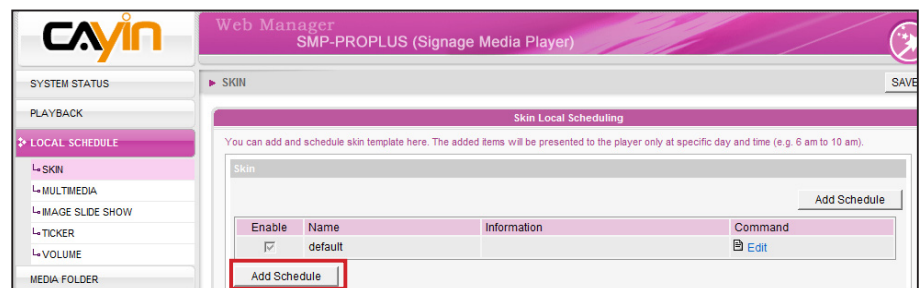 CAYIN
Web Manager
SMP-PROPLUS (Signage Media Player)
SYSTEM STATUS
PLAYBACK
LOCAL SCHEDULE
SKIN
MULTIMEDIA
IMAGE SLIDE SHOW
TICKER
VOLUME
MEDIA FOLDER
SKIN
SAVE
Skin Local Scheduling
You can add and schedule skin template here. The added items will be presented to the player only at specific day and time (e.g. 6 am to 10 am).
Skin
Add Schedule
Enable Name Information Command
default Edit
Add Schedule